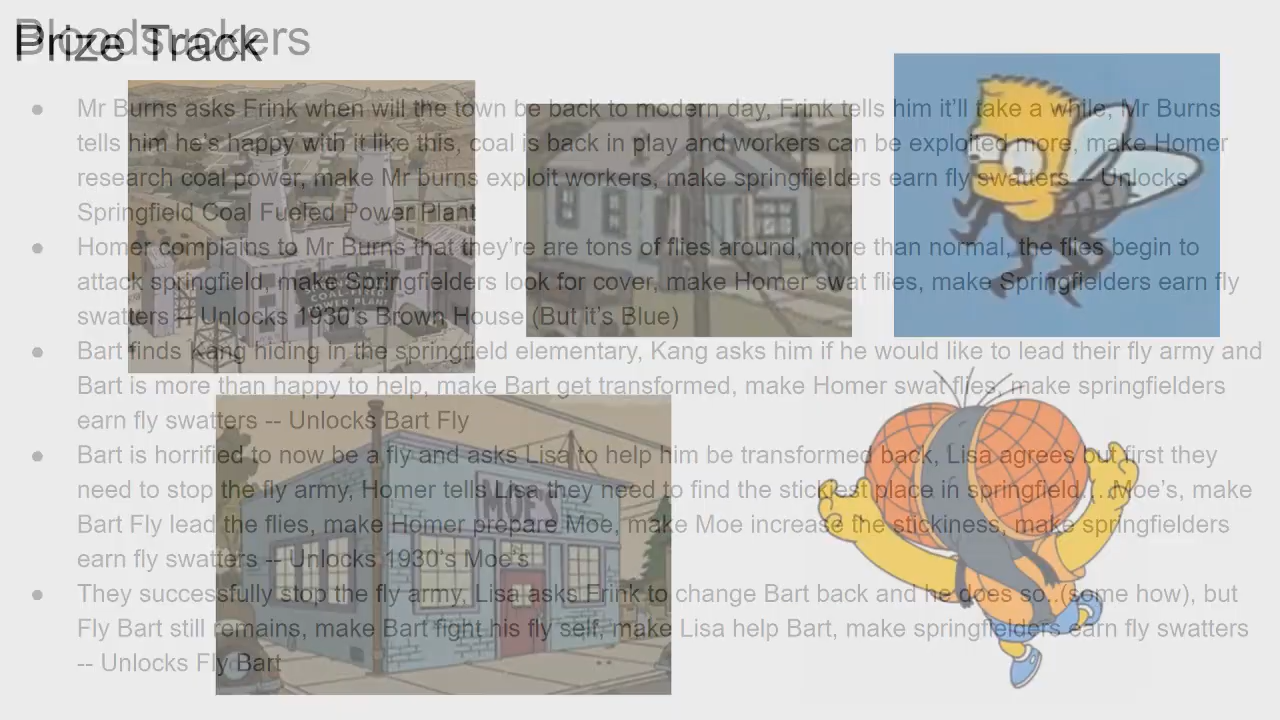 Bloodsuckers
Prize Track
Mr Burns asks Frink when will the town be back to modern day, Frink tells him it’ll take a while, Mr Burns
tells him he’s happy with it like this, coal is back in play and workers can be exploited more, make Homer
research coal power, make Mr burns exploit workers, make springfielders earn fly swatters -- Unlocks
Springfield Coal Fueled Power Plant
Homer complains to Mr Burns that they’re are tons of flies around, more than normal, the flies begin to
attack springfield, make Springfielders look for cover, make Homer swat flies, make Springfielders earn fly
swatters -- Unlocks 1930’s Brown House (But it’s Blue)
Bart finds Kang hiding in the springfield elementary, Kang asks him if he would like to lead their fly army and
Bart is more than happy to help, make Bart get transformed, make Homer swat flies, make springfielders
earn fly swatters -- Unlocks Bart Fly
Bart is horrified to now be a fly and asks Lisa to help him be transformed back, Lisa agrees but first they
need to stop the fly army, Homer tells Lisa they need to find the stickiest place in springfield… Moe’s, make
Bart Fly lead the flies, make Homer prepare Moe, make Moe increase the stickiness, make springfielders
earn fly swatters -- Unlocks 1930’s Moe’s
They successfully stop the fly army, Lisa asks Frink to change Bart back and he does so..(some how), but
Fly Bart still remains, make Bart fight his fly self, make Lisa help Bart, make springfielders earn fly swatters
-- Unlocks Fly Bart
COAL-FIRED
POWER PLANT
MOE'S